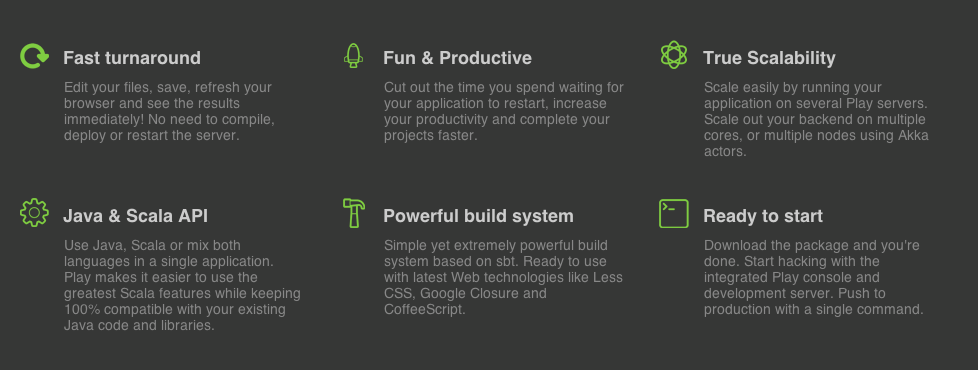 Fast turnaround
Edit your files, save, refresh your
browser and see the results
immediately! No need to compile,
deploy or restart the server.
Fun & Productive
Cut out the time you spend waiting for
your application to restart, increase
your productivity and complete your
projects faster.
True Scalability
Scale easily by running your
application on several Play servers.
Scale out your backend on multiple
cores, or multiple nodes using Akka
actors.
Java & Scala API
Use Java, Scala or mix both
languages in a single application.
Play makes it easier to use the
greatest Scala features while keeping
100% compatible with your existing
Java code and libraries.
Powerful build system
Simple yet extremely powerful build
system based on sbt. Ready to use
with latest Web technologies like Less
CSS, Google Closure and
CoffeeScript.
Ready to start
Download the package and you're
done. Start hacking with the
integrated Play console and
development server. Push to
production with a single command.